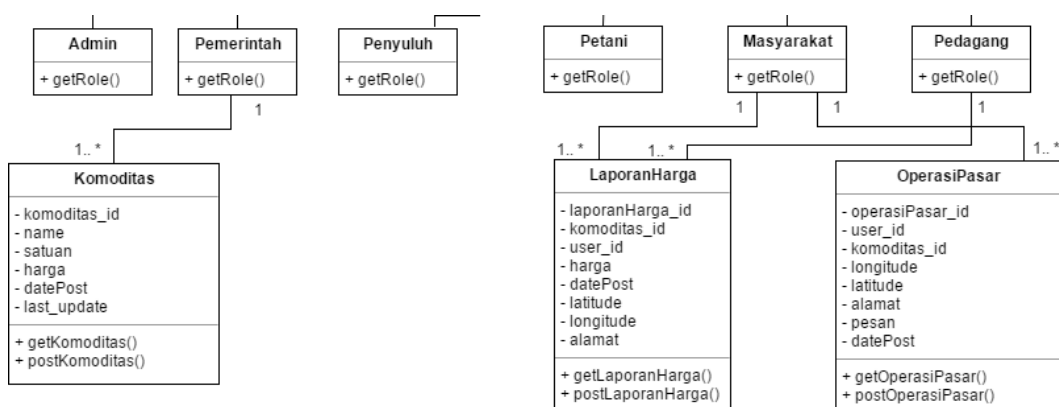 Admin
+ getRole()
Pemerintah
+ getRole()
Penyuluh
+ getRole()
Petani
+ getRole()
Masyarakat
+ getRole()
Pedagang
+ getRole()
1
1
1
1
1.. *
1.. *
1.. *
1.. *
Komoditas
- komoditas_id
- name
- satuan
- harga
- datePost
- last_update
+ getKomoditas()
+ postKomoditas()
LaporanHarga
- laporanHarga_id
- komoditas_id
- user_id
- harga
- datePost
- latitude
- longitude
- alamat
+ getLaporanHarga()
+ postLaporanHarga()
OperasiPasar
- operasiPasar_id
- user_id
- komoditas_id
- longitude
- latitude
- alamat
- pesan
- datePost
+ getOperasiPasar()
+ postOperasiPasar()